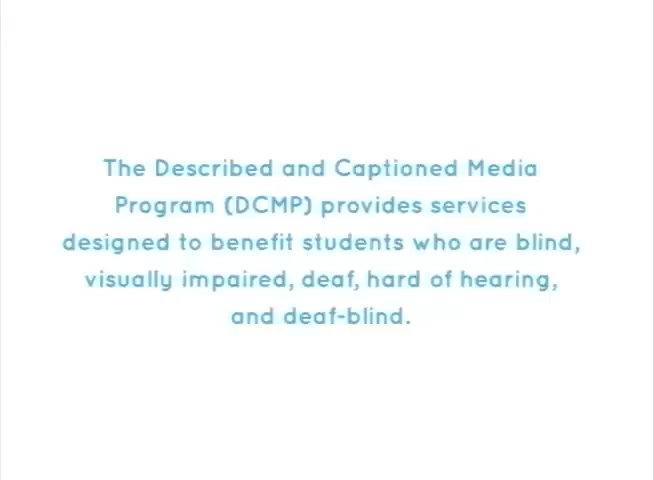 The Described and Captioned Media
Program (DCMP) provides services
designed to benefit students who are blind,
visually impaired, deaf, hard of hearing,
and deaf-blind.